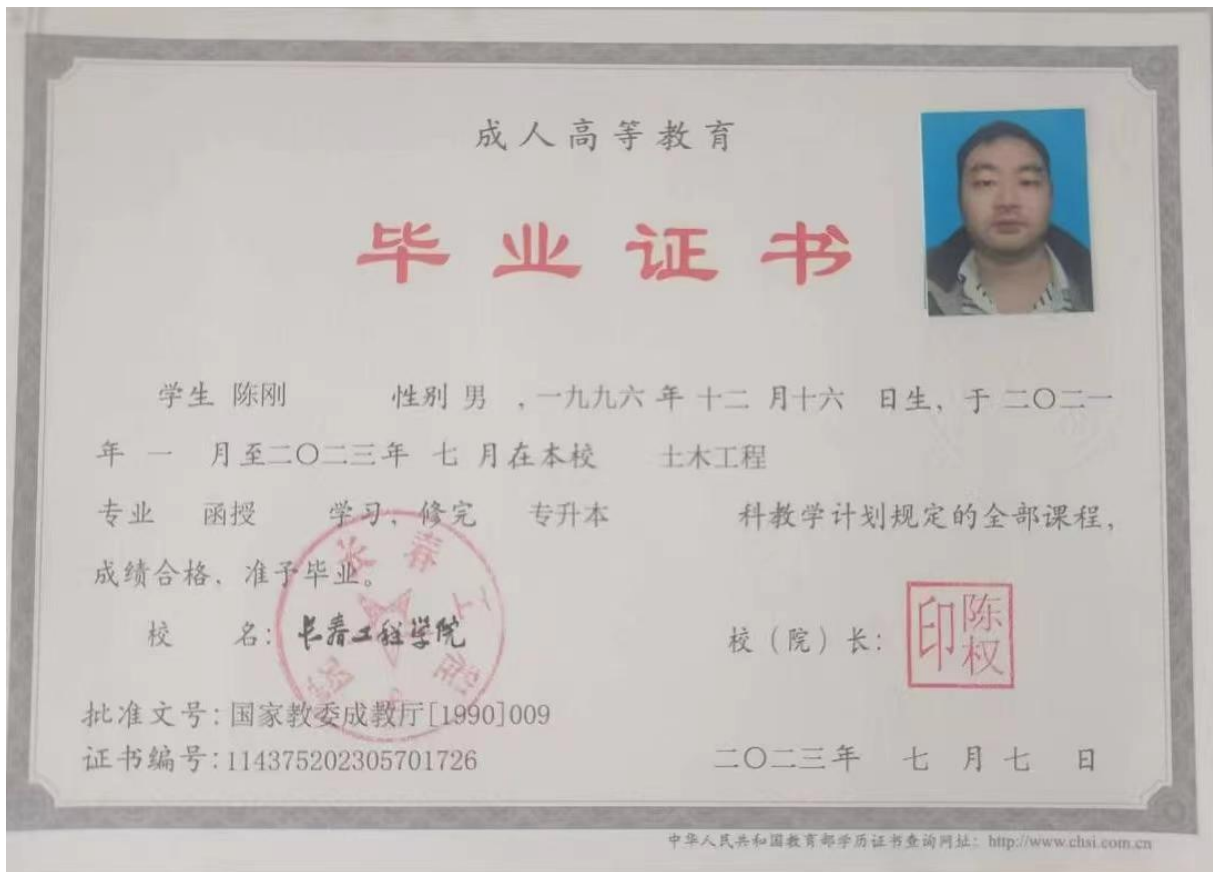 成人高等教育
毕业证书
学生 陈刚 性别 男 , 一九九六 年 十二 月十六 日生, 于 二〇二一
年 一 月至二〇二三年 七 月在本校 土木工程
专业 函授 学习, 修完 专升本 科教学计划规定的全部课程,
成绩合格, 准予毕业。
校 名: 长春工程学院
校(院)长: 陈权印
批准文号: 国家教委成教厅[1990]009
证书编号: 114375202305701726
二〇二三年 七 月 七 日
中华人民共和国教育部学历证书查询网址: http://www.chsi.com.cn
长春工程学院